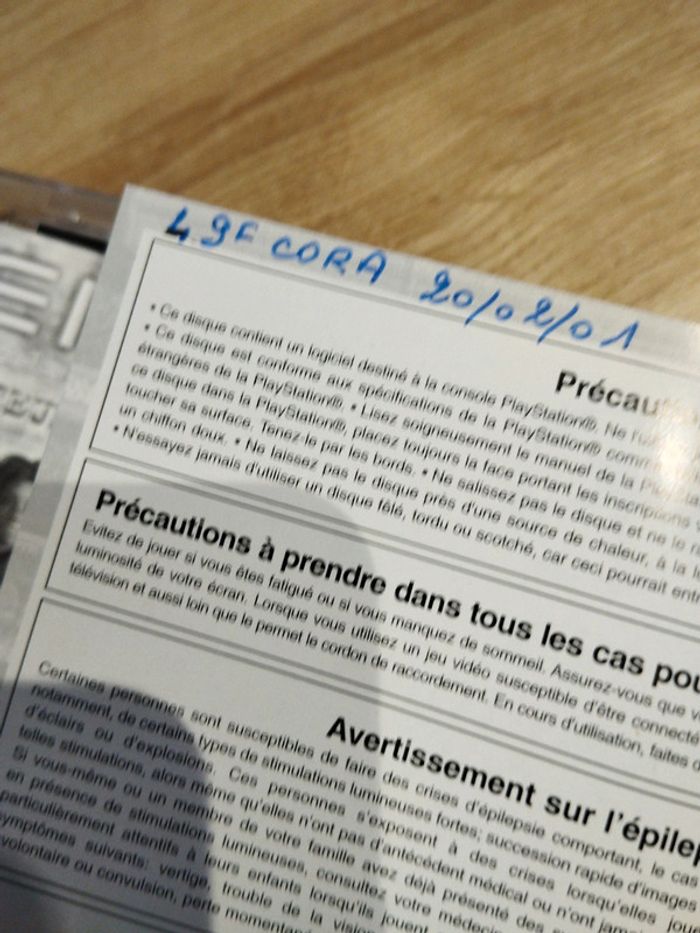 49F CORA 20/02/01
• Ce disque contient un logiciel destiné à la console PlayStation®. Ne
• Ce disque est conforme aux spécifications de la PlayStation®
étrangères de la PlayStation®. • Lisez soigneusement le manuel de la
ce disque dans la PlayStation®, placez toujours la face portant les inscriptions
toucher sa surface. Tenez-le par les bords. • Ne salissez pas le disque et ne le
un chiffon doux. • Ne laissez pas le disque près d'une source de chaleur, à la
• N'essayez jamais d'utiliser un disque fêlé, tordu ou scotché, car ceci pourrait
Précautions à prendre dans tous les cas
Evitez de jouer si vous êtes fatigué ou si vous manquez de sommeil. Assurez-vous que
luminosité de votre écran. Lorsque vous utilisez un jeu vidéo susceptible d'être connecté
télévision et aussi loin que le permet le cordon de raccordement. En cours d'utilisation, faites
Avertissement sur
Certaines personnes sont susceptibles de faire des crises d'épilepsie comportant, le cas
notamment, de certains types de stimulations lumineuses fortes; succession rapide d'images
d'éclairs ou d'explosions. Ces personnes s'exposent à des crises lorsqu'elles
telles stimulations, alors même qu'elles n'ont pas d'antécédent médical ou n'ont
Si vous-même ou un membre de votre famille avez déjà présenté des
en présence de stimulations lumineuses, consultez votre médecin
particulièrement attentifs à leurs enfants lorsqu'ils jouent
symptômes suivants: vertige, trouble de la vision
volontaire ou convulsion, perte